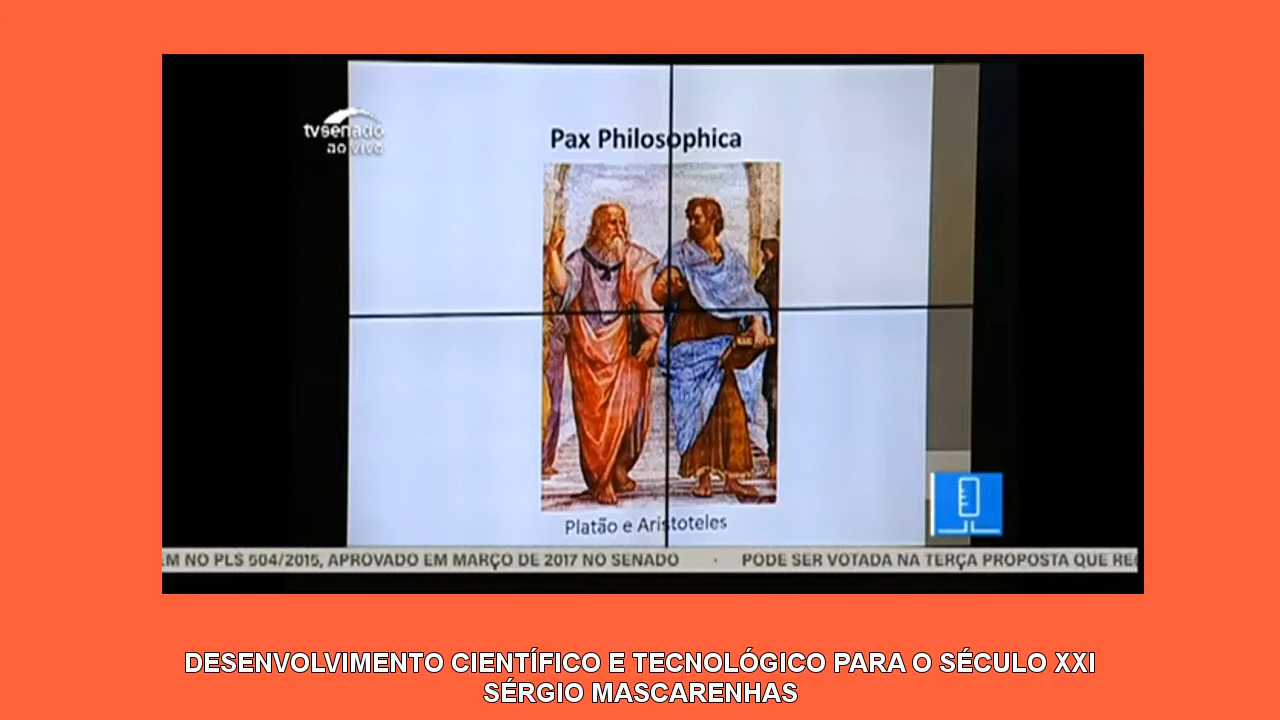 tvsenado
ao vivo
Pax Philosophica
Platão e Aristoteles
EM NO PLS 504/2015, APROVADO EM MARÇO DE 2017 NO SENADO · PODE SER VOTADA NA TERÇA PROPOSTA QUE
DESENVOLVIMENTO CIENTÍFICO E TECNOLÓGICO PARA O SÉCULO XXI
SÉRGIO MASCARENHAS